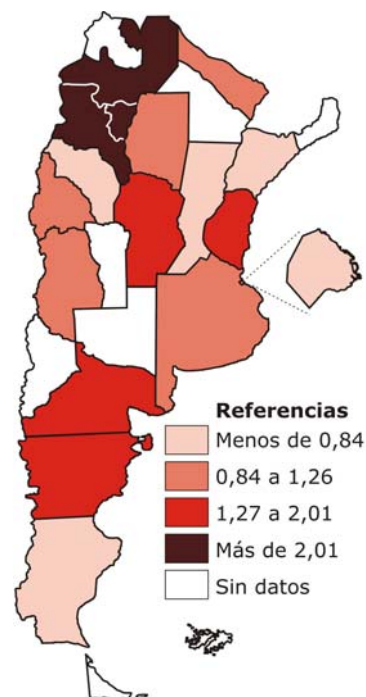 Referencias
Menos de 0,84
0,84 a 1,26
1,27 a 2,01
Más de 2,01
Sin datos